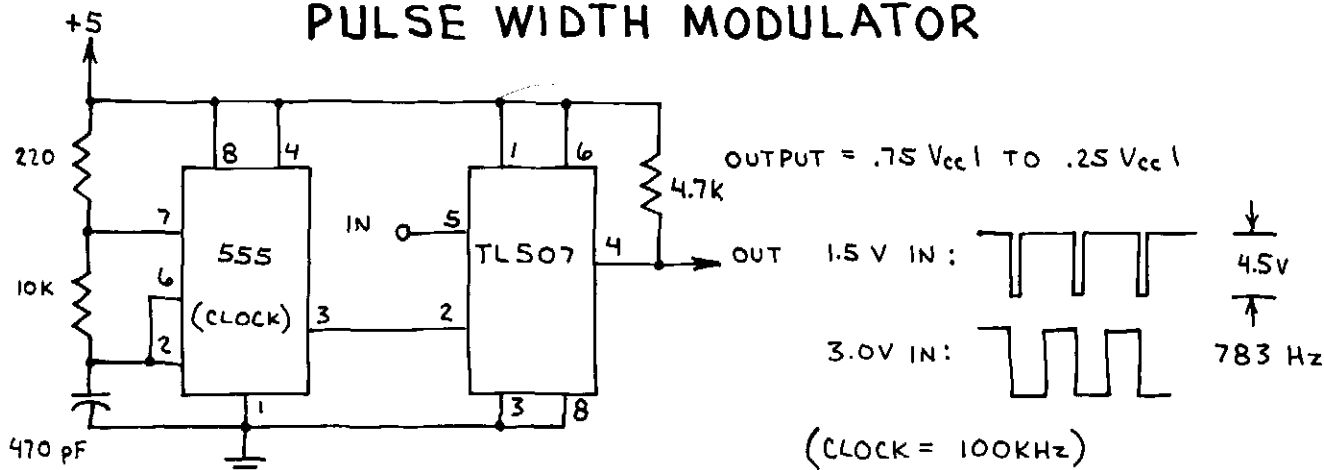 PULSE WIDTH MODULATOR
+5
220
8
4
1
6
4.7K
OUTPUT = .75 Vcc1 TO .25 Vcc1
7
555
(CLOCK)
IN
5
TL507
4
OUT
1.5 V IN:
4.5V
10K
6
3
2
2
3.0V IN:
783 Hz
1
3
8
470 pF
(CLOCK = 100KHz)